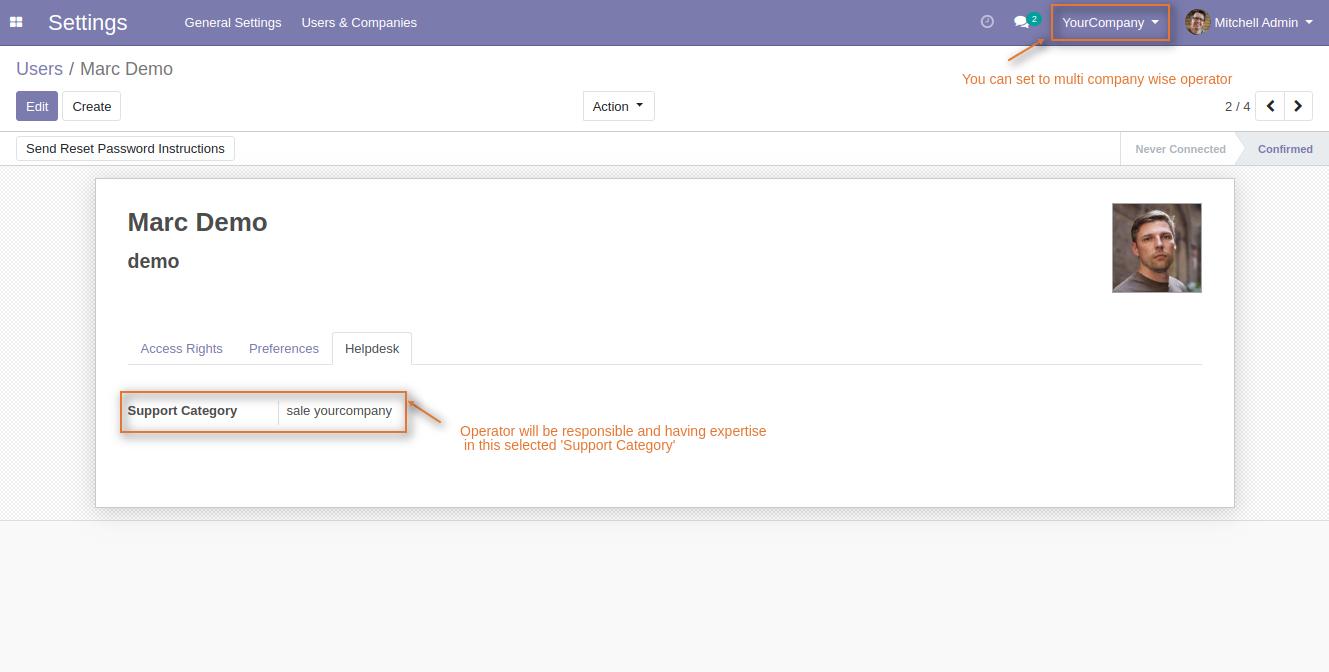 Settings General Settings Users & Companies 2 YourCompany Mitchell Admin
Users / Marc Demo
You can set to multi company wise operator
Edit Create Action 2 / 4
Send Reset Password Instructions Never Connected Confirmed
Marc Demo
demo
Access Rights Preferences Helpdesk
Support Category sale yourcompany
Operator will be responsible and having expertise
in this selected 'Support Category'